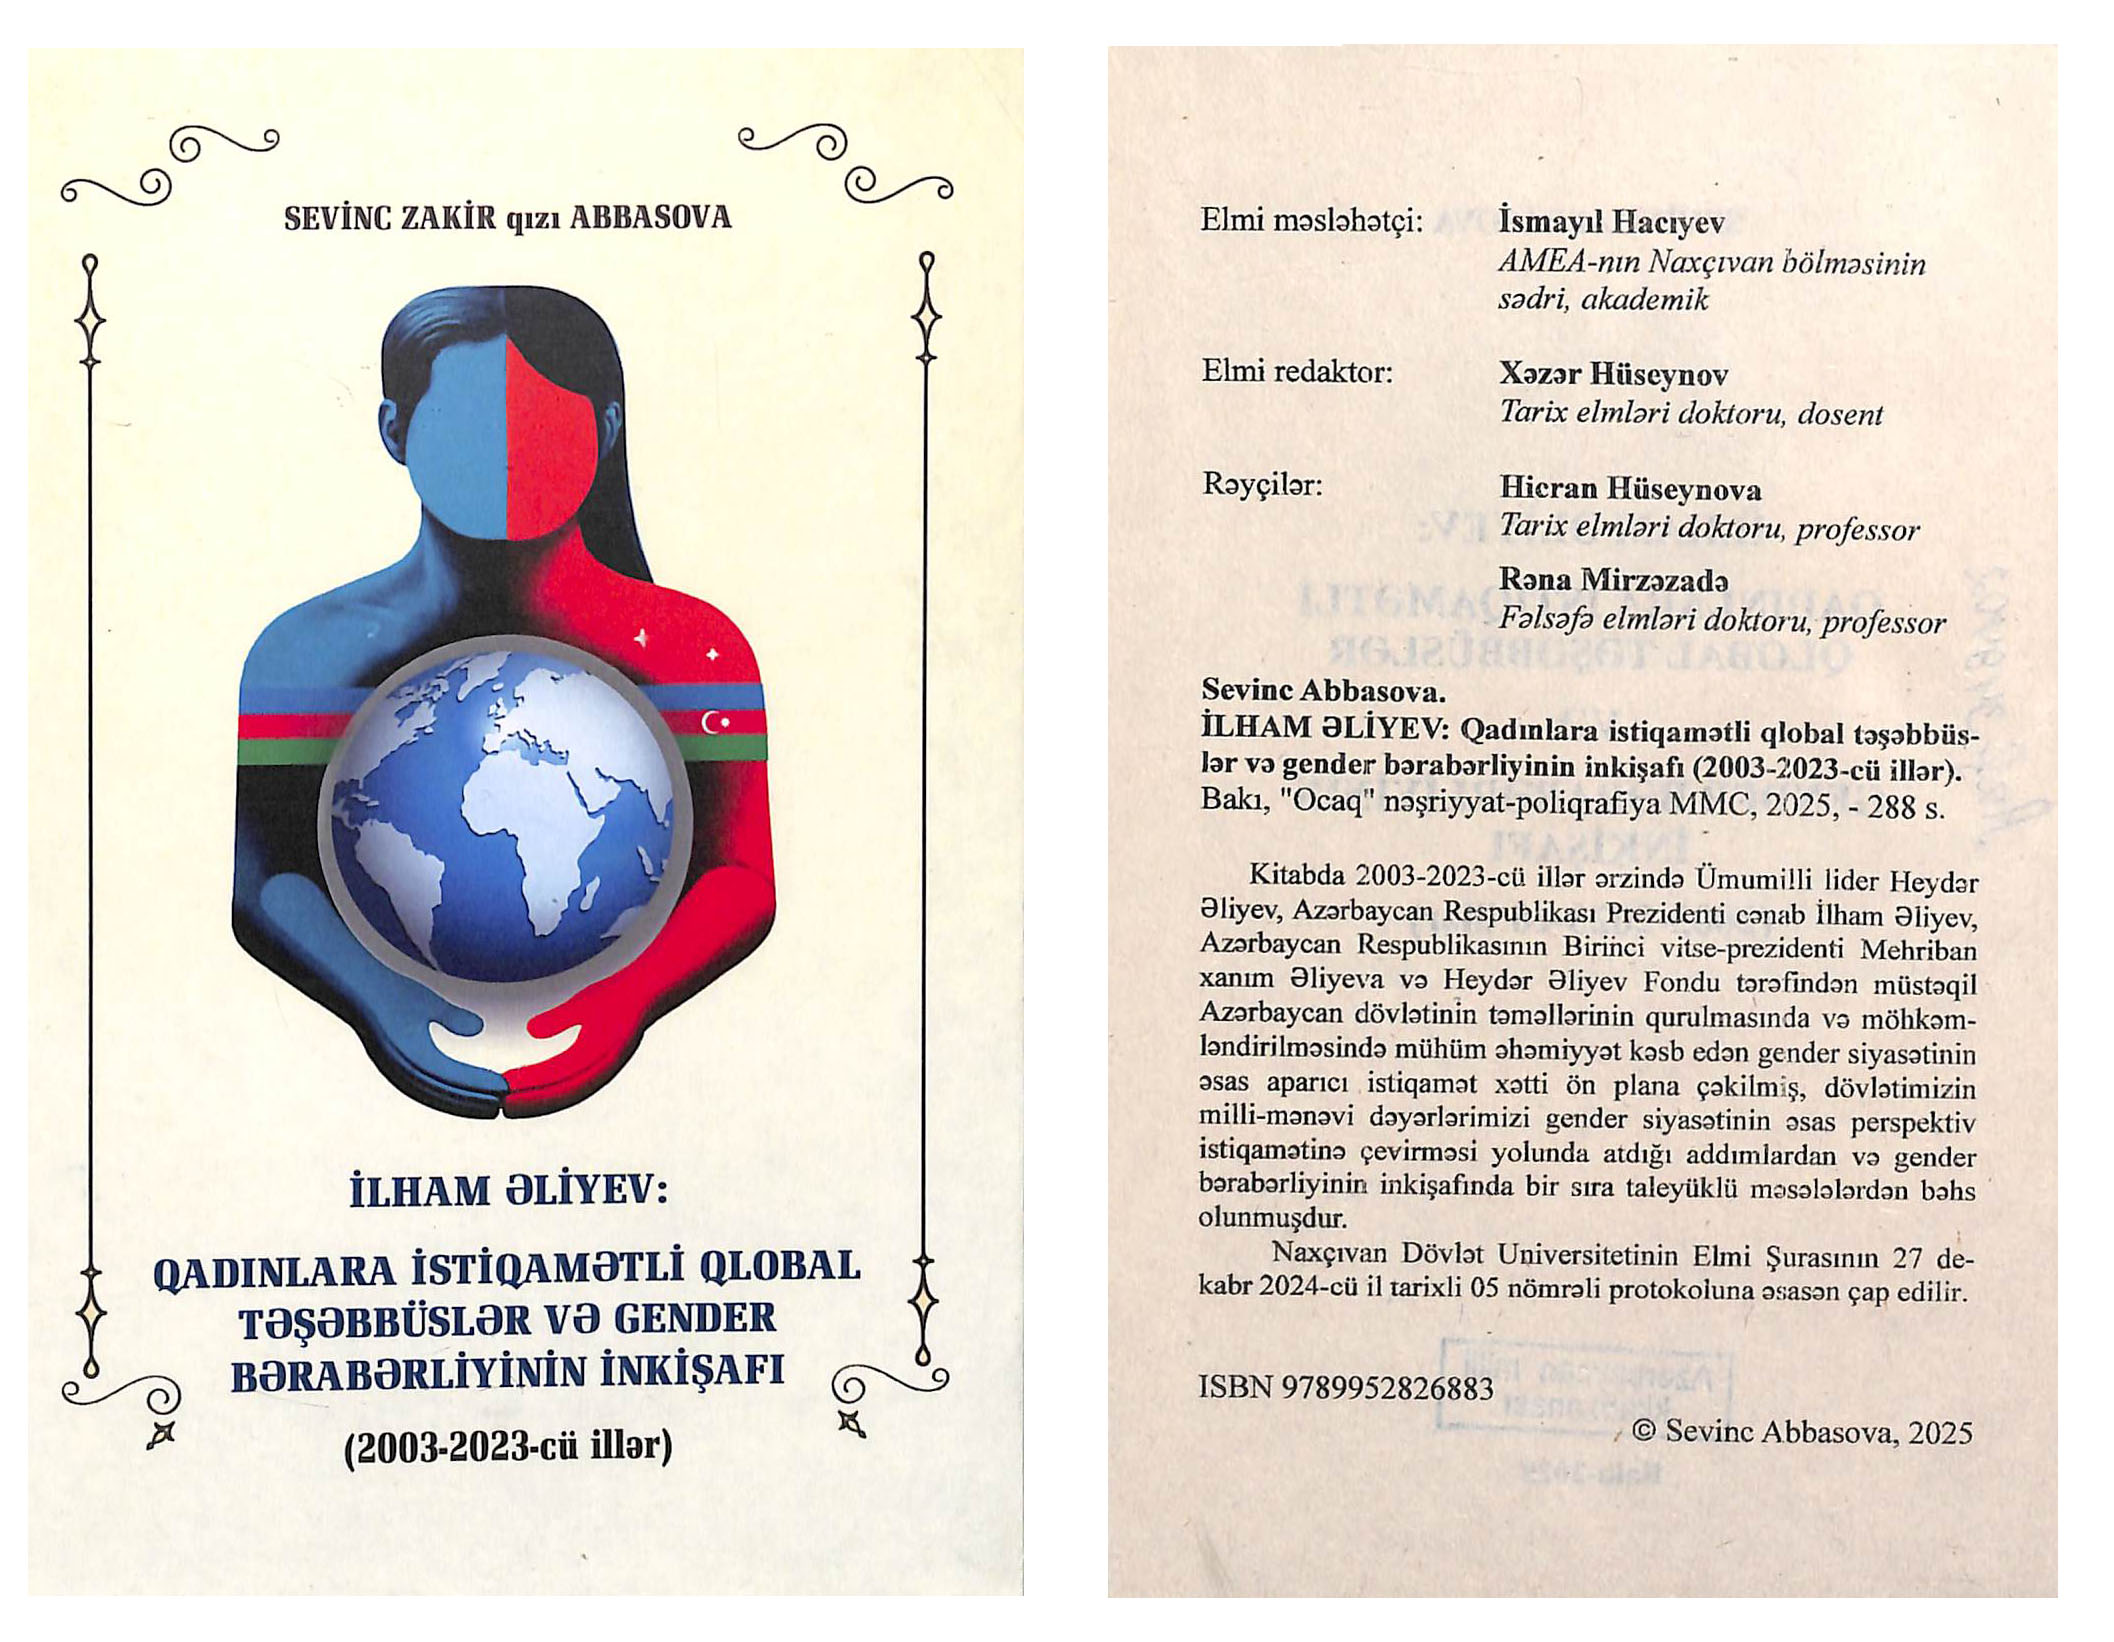 SEVİNC ZAKİR qızı ABBASOVA
İLHAM ƏLİYEV:
QADINLARA İSTİQAMƏTLİ QLOBAL
TƏŞƏBBÜSLƏR VƏ GENDER
BƏRABƏRLİYİNİN İNKİŞAFI
(2003-2023-cü illər)
Elmi məsləhətçi: İsmayıl Hacıyev
AMEA-nın Naxçıvan bölməsinin
sədri, akademik
Elmi redaktor: Xəzər Hüseynov
Tarix elmləri doktoru, dosent
Rəyçilər: Hicran Hüseynova
Tarix elmləri doktoru, professor
Rəna Mirzəzadə
Fəlsəfə elmləri doktoru, professor
Sevinc Abbasova.
İLHAM ƏLİYEV: Qadınlara istiqamətli qlobal təşəbbüs-
lər və gender bərabərliyinin inkişafı (2003-2023-cü illər).
Bakı, "Ocaq" nəşriyyat-poliqrafiya MMC, 2025, - 288 s.
Kitabda 2003-2023-cü illər ərzində Ümumilli lider Heydər
Əliyev, Azərbaycan Respublikası Prezidenti cənab İlham Əliyev,
Azərbaycan Respublikasının Birinci vitse-prezidenti Mehriban
xanım Əliyeva və Heydər Əliyev Fondu tərəfindən müstəqil
Azərbaycan dövlətinin təməllərinin qurulmasında və möhkəm-
ləndirilməsində mühüm əhəmiyyət kəsb edən gender siyasətinin
əsas aparıcı istiqamət xətti ön plana çəkilmiş, dövlətimizin
milli-mənəvi dəyərlərimizi gender siyasətinin əsas perspektiv
istiqamətinə çevirməsi yolunda atdığı addımlardan və gender
bərabərliyinin inkişafında bir sıra taleyüklü məsələlərdən bəhs
olunmuşdur.
Naxçıvan Dövlət Universitetinin Elmi Şurasının 27 de-
kabr 2024-cü il tarixli 05 nömrəli protokoluna əsasən çap edilir.
ISBN 9789952826883
© Sevinc Abbasova, 2025